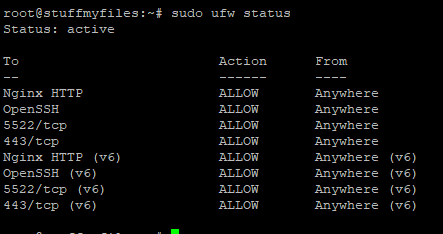 root@stuffmyfiles:~# sudo ufw status
Status: active
To Action From
-- ------ ----
Nginx HTTP ALLOW Anywhere
OpenSSH ALLOW Anywhere
5522/tcp ALLOW Anywhere
443/tcp ALLOW Anywhere
Nginx HTTP (v6) ALLOW Anywhere (v6)
OpenSSH (v6) ALLOW Anywhere (v6)
5522/tcp (v6) ALLOW Anywhere (v6)
443/tcp (v6) ALLOW Anywhere (v6)